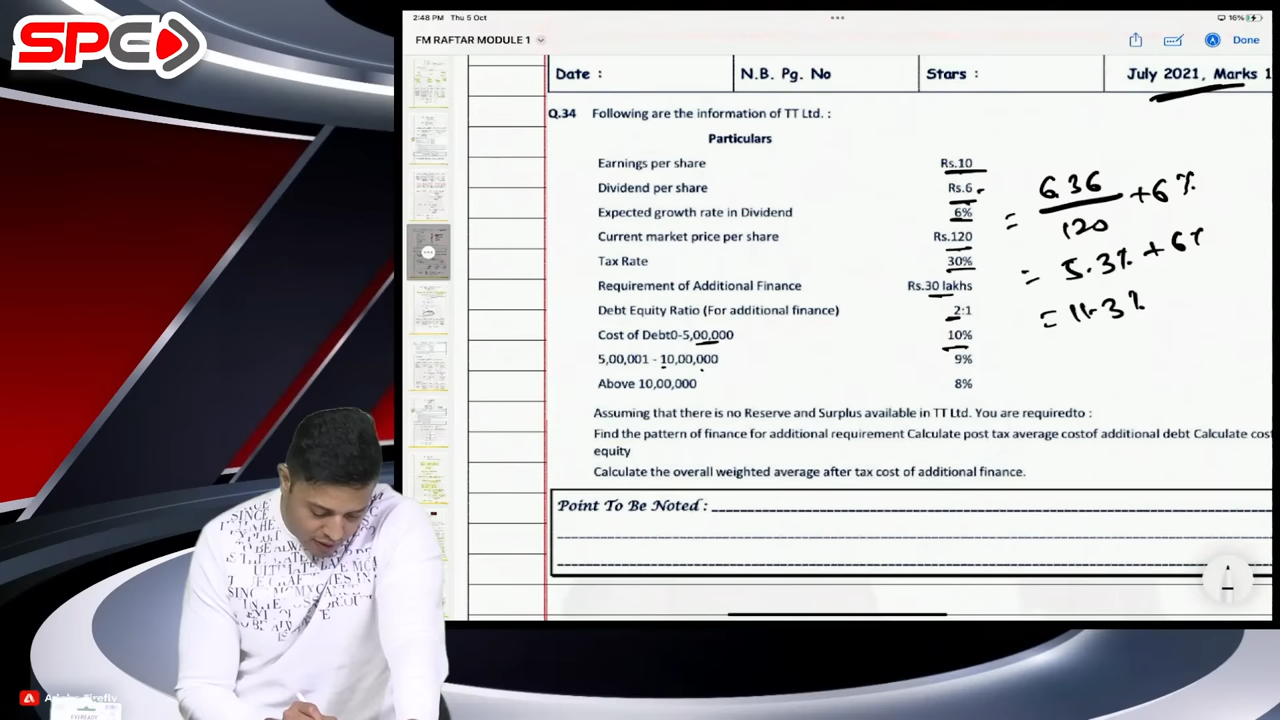 SPC
2:48 PM Thu 5 Oct
16%
FM RAFTAR MODULE 1
Done
Date :
N.B. Pg. No
Stars :
July 2021, Marks 1
Q.34 Following are the information of TT Ltd. :
Particulars
Earnings per share Rs.10
Dividend per share Rs.6
Expected growth rate in Dividend 6%
Current market price per share Rs.120
Tax Rate 30%
Requirement of Additional Finance Rs.30 lakhs
Debt Equity Ratio (For additional finance) 2:1
Cost of Debt0-5,00,000 10%
5,00,001 - 10,00,000 9%
Above 10,00,000 8%
= 6.36 / 120 + 6%
= 5.3% + 6%
= 11.3%
Assuming that there is no Reserve and Surplus available in TT Ltd. You are requiredto :
Find the pattern of finance for additional requirement Calculate post tax average costof additional debt Calculate cost
equity
Calculate the overall weighted average after tax cost of additional finance.
Point To Be Noted :
Adobe Firefly
EVEREADY